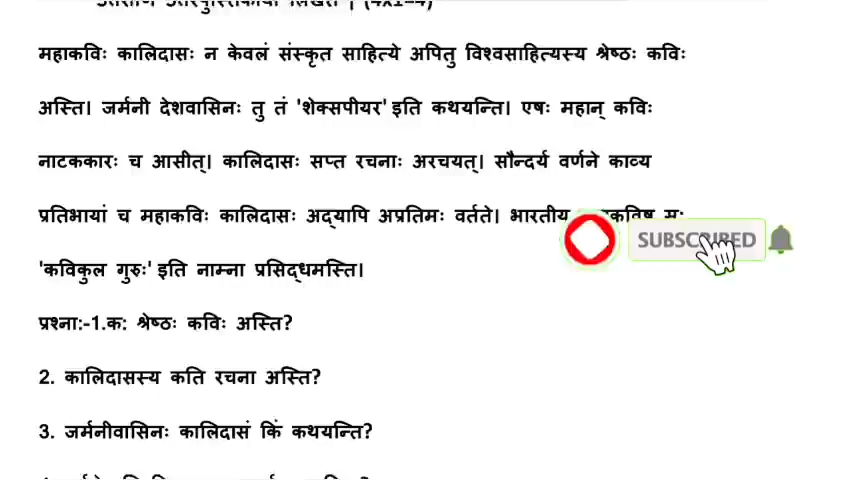 महाकविः कालिदासः न केवलं संस्कृत साहित्ये अपितु विश्वसाहित्यस्य श्रेष्ठः कविः
अस्ति। जर्मनी देशवासिनः तु तं 'शेक्सपीयर' इति कथयन्ति। एषः महान् कविः
नाटककारः च आसीत्। कालिदासः सप्त रचनाः अरचयत्। सौन्दर्य वर्णने काव्य
प्रतिभायां च महाकविः कालिदासः अद्यापि अप्रतिमः वर्तते। भारतीय
SUBSCRIBED
'कविकुल गुरुः' इति नाम्ना प्रसिद्धमस्ति।
प्रश्ना:-1.क: श्रेष्ठः कविः अस्ति?
2. कालिदासस्य कति रचना अस्ति?
3. जर्मनीवासिनः कालिदासं किं कथयन्ति?